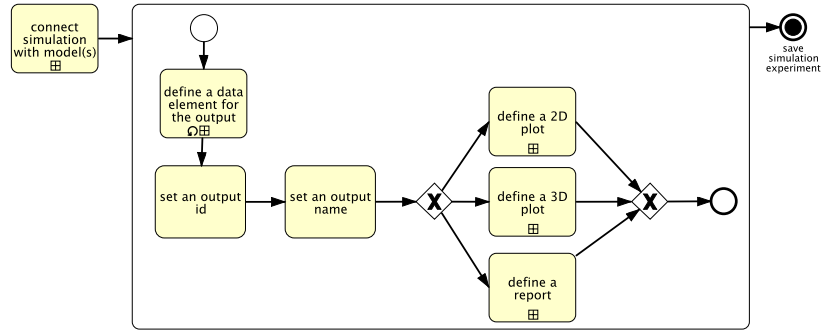 connect
simulation
with model(s)
define a data
element for
the output
set an output
id
set an output
name
X
define a 2D
plot
define a 3D
plot
define a
report
X
save
simulation
experiment